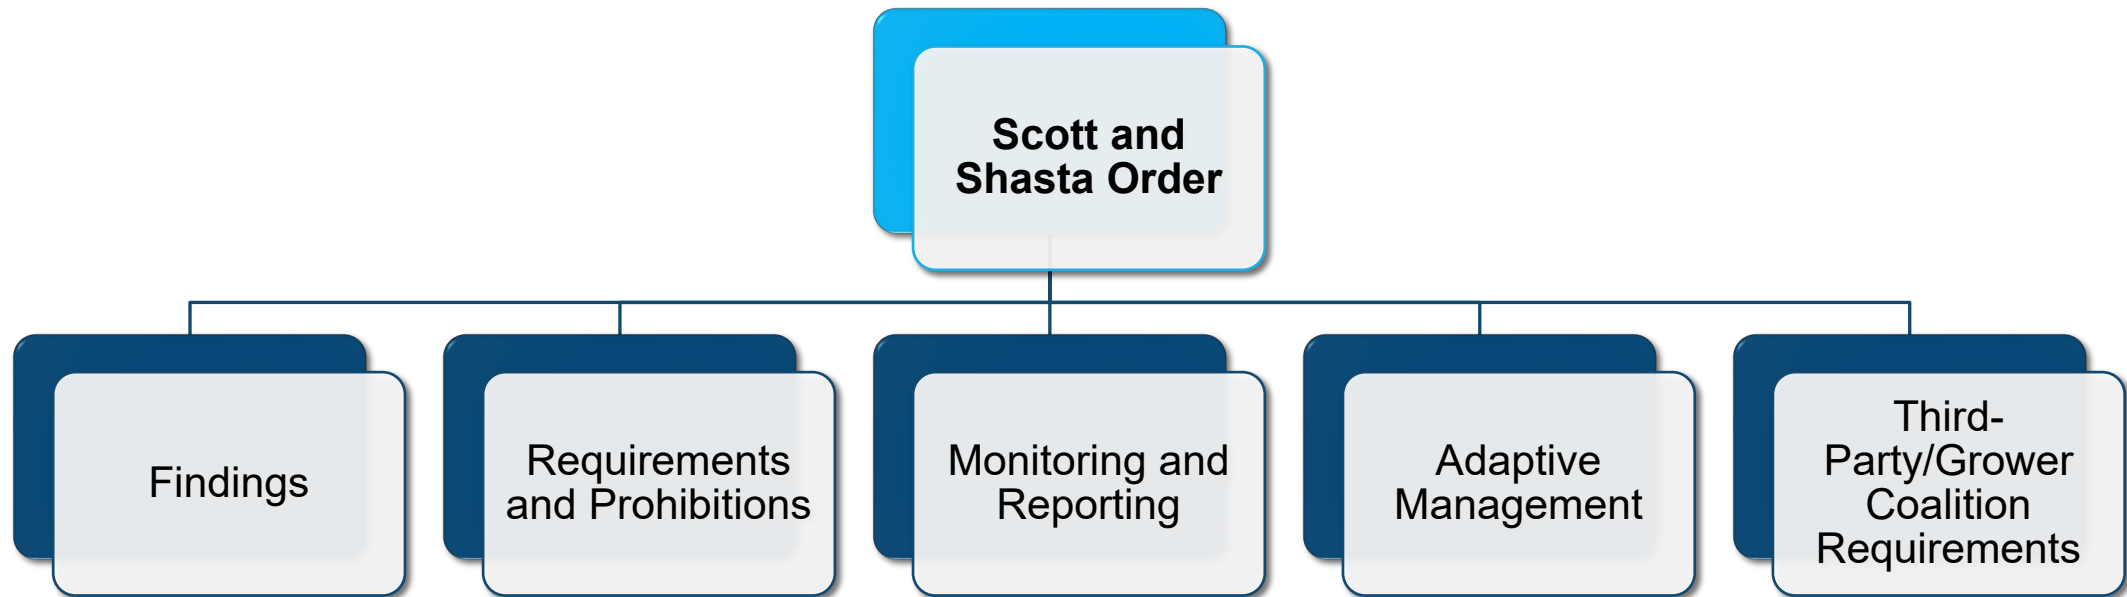 Scott and
Shasta Order
Findings
Requirements
and Prohibitions
Monitoring and
Reporting
Adaptive
Management
Third-
Party/Grower
Coalition
Requirements